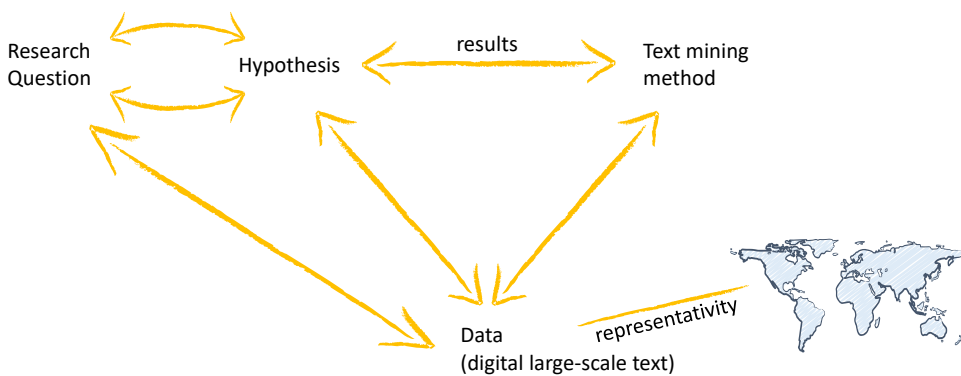 Research
Question
Hypothesis
results
Text mining
method
Data
(digital large-scale text)
representativity